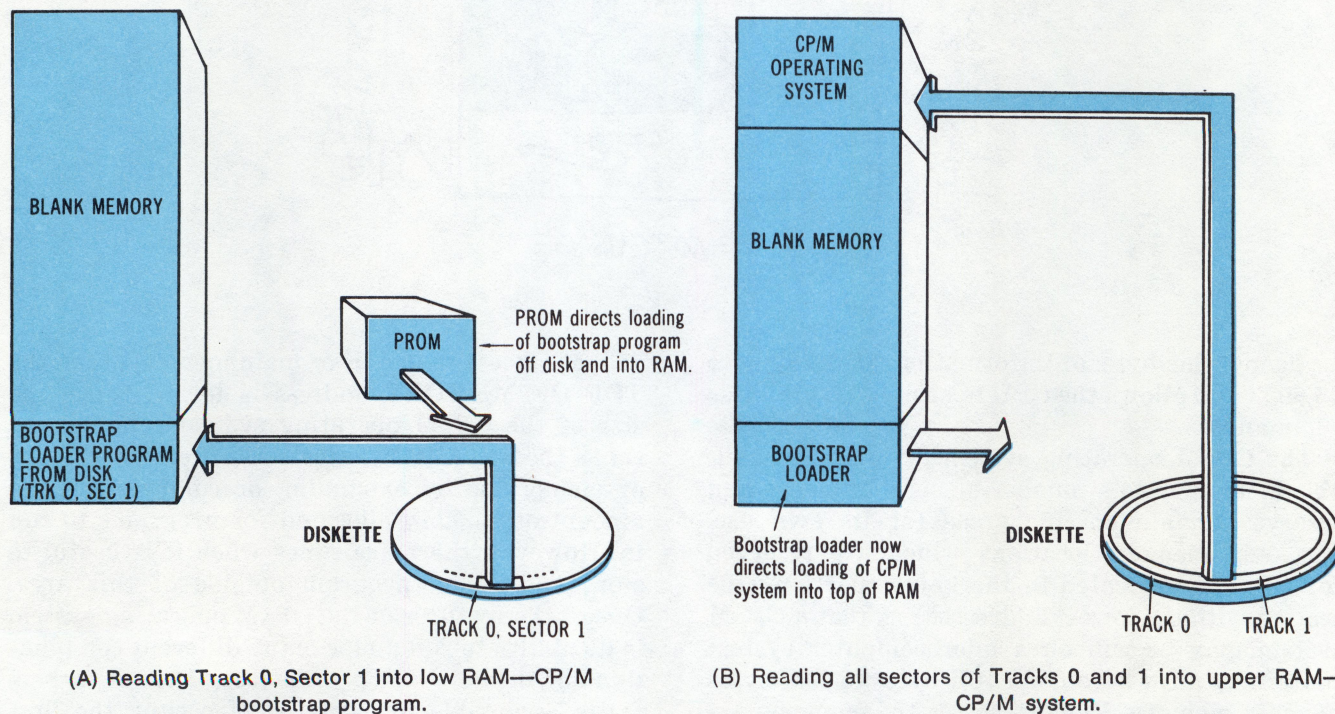 BLANK MEMORY
BOOTSTRAP
LOADER PROGRAM
FROM DISK
(TRK 0, SEC 1)
PROM
PROM directs loading
of bootstrap program
off disk and into RAM.
DISKETTE
TRACK 0, SECTOR 1
(A) Reading Track 0, Sector 1 into low RAM—CP/M
bootstrap program.
CP/M
OPERATING
SYSTEM
BLANK MEMORY
BOOTSTRAP
LOADER
Bootstrap loader now
directs loading of CP/M
system into top of RAM
DISKETTE
TRACK 0
TRACK 1
(B) Reading all sectors of Tracks 0 and 1 into upper RAM—
CP/M system.